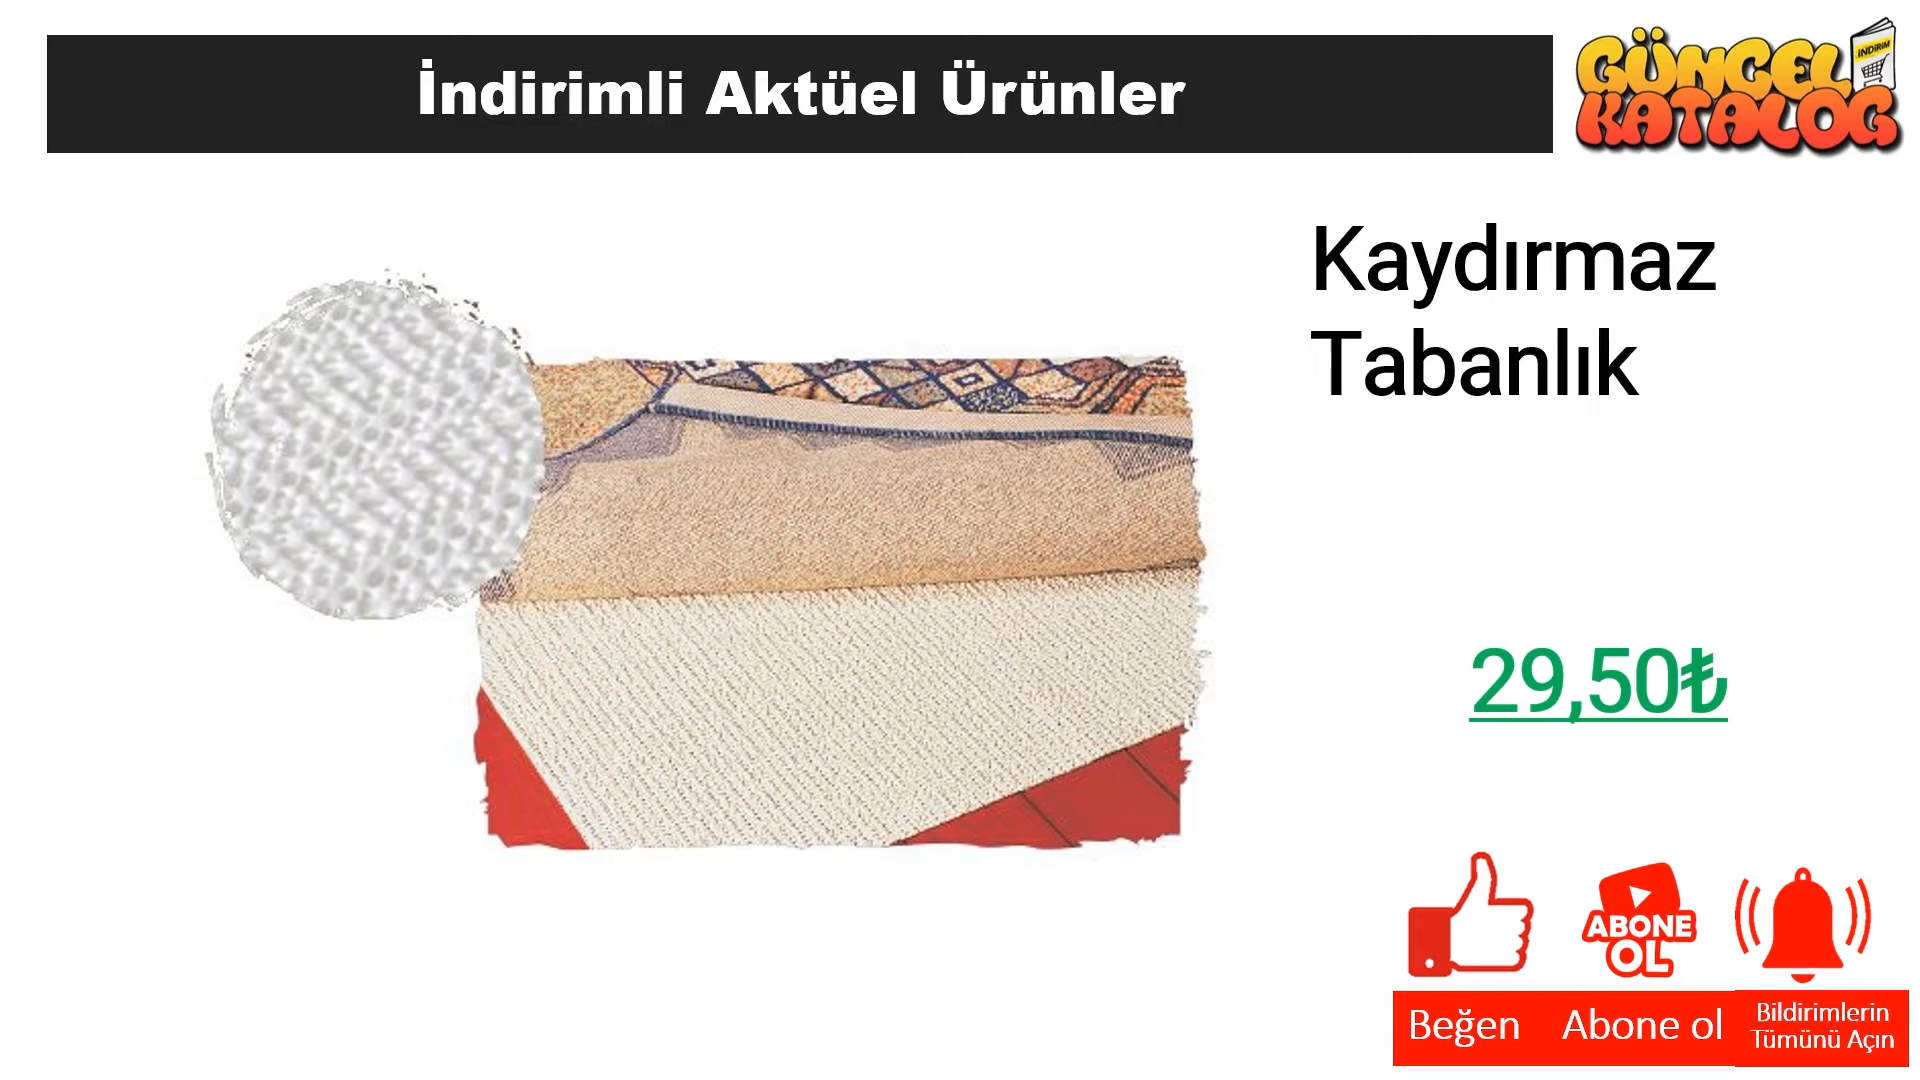 İndirimli Aktüel Ürünler
GÜNCEL
İNDİRİM
KATALOG
Kaydırmaz
Tabanlık
29,50₺
ABONE
OL
Beğen
Abone ol
Bildirimlerin
Tümünü Açın